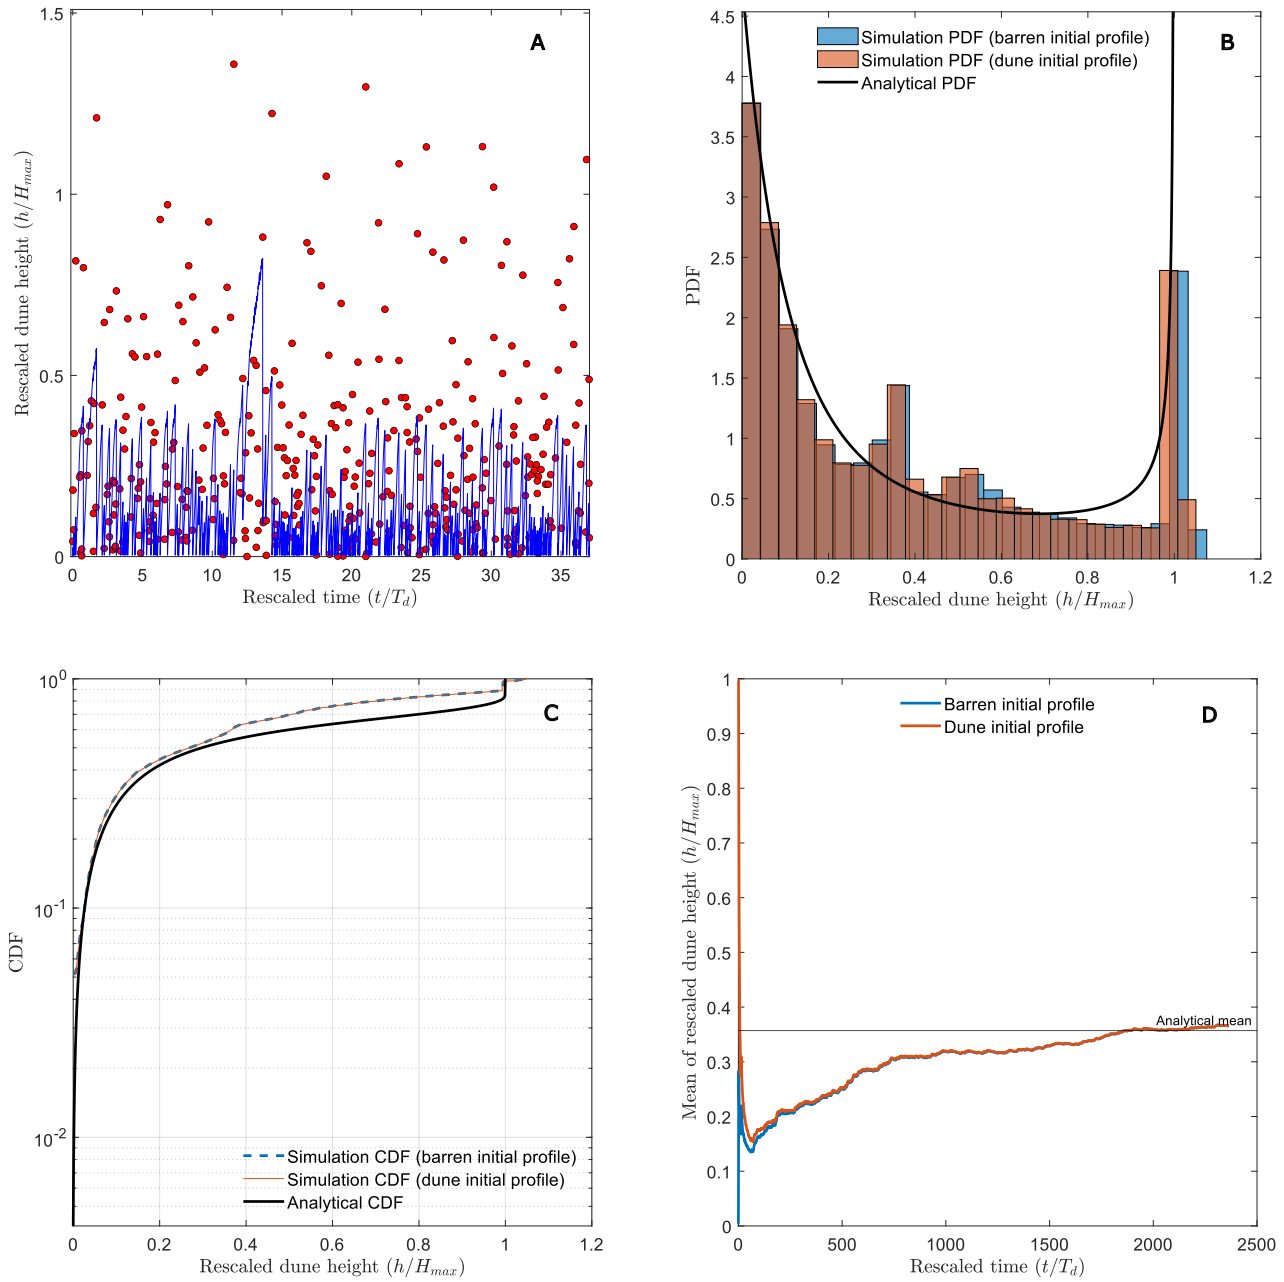 A
1.5
1
0.5
0
Rescaled dune height (h/H_max)
0 5 10 15 20 25 30 35
Rescaled time (t/T_d)
B
Simulation PDF (barren initial profile)
Simulation PDF (dune initial profile)
Analytical PDF
4.5
4
3.5
3
2.5
2
1.5
1
0.5
0
PDF
0 0.2 0.4 0.6 0.8 1 1.2
Rescaled dune height (h/H_max)
C
10^0
10^-1
10^-2
CDF
Simulation CDF (barren initial profile)
Simulation CDF (dune initial profile)
Analytical CDF
0 0.2 0.4 0.6 0.8 1 1.2
Rescaled dune height (h/H_max)
D
Barren initial profile
Dune initial profile
1
0.9
0.8
0.7
0.6
0.5
0.4
0.3
0.2
0.1
0
Mean of rescaled dune height (h/H_max)
Analytical mean
0 500 1000 1500 2000 2500
Rescaled time (t/T_d)